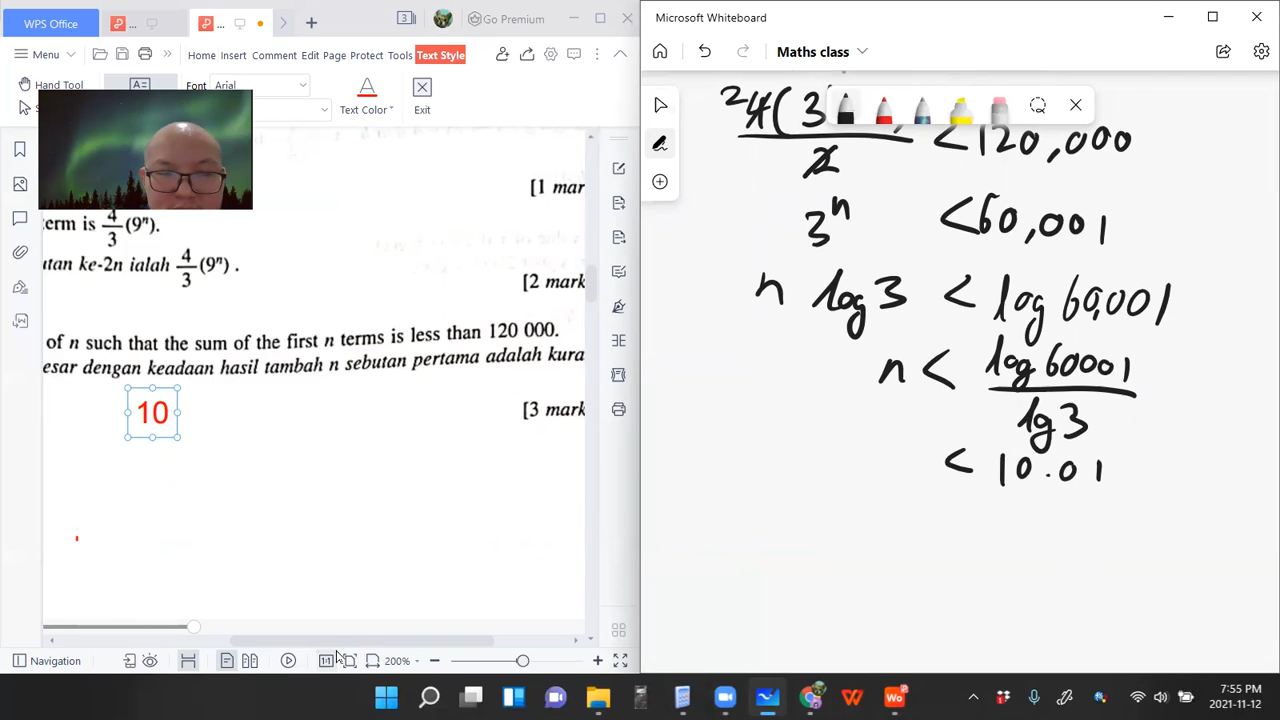 WPS Office
...
...
3
Go Premium
Menu
Home Insert Comment Edit Page Protect Tools Text Style
Hand Tool
Font Arial
Text Color
Exit
[1 mar
erm is 4/3 (9ⁿ).
utan ke-2n ialah 4/3 (9ⁿ) .
[2 mark
of n such that the sum of the first n terms is less than 120 000.
esar dengan keadaan hasil tambah n sebutan pertama adalah kura
10
[3 mark
Navigation
200%
Microsoft Whiteboard
Maths class
<120,000
2
3ⁿ <60,001
n log 3 < log 60,001
n < log 60001
lg 3
< 10.01
7:55 PM
2021-11-12